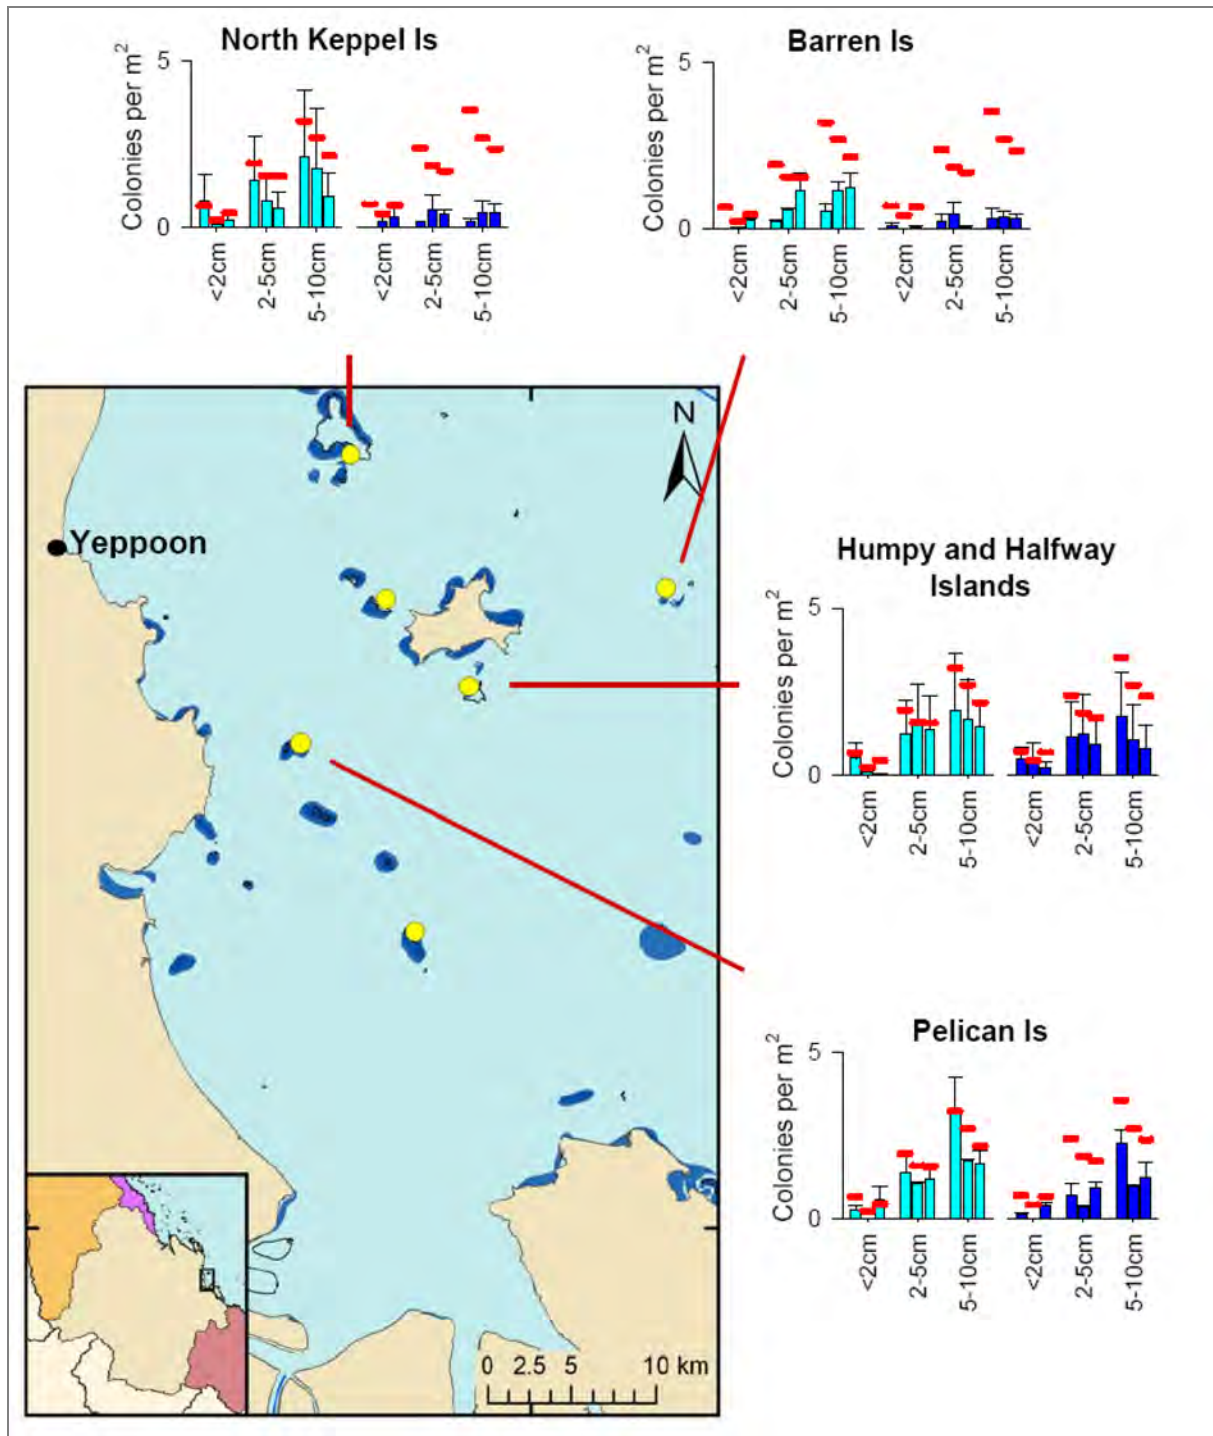 North Keppel Is
Colonies per m²
5
0
<2cm
2-5cm
5-10cm
<2cm
2-5cm
5-10cm
Barren Is
Colonies per m²
5
0
<2cm
2-5cm
5-10cm
<2cm
2-5cm
5-10cm
N
Yeppoon
Humpy and Halfway
Islands
Colonies per m²
5
0
<2cm
2-5cm
5-10cm
<2cm
2-5cm
5-10cm
Pelican Is
Colonies per m²
5
0
<2cm
2-5cm
5-10cm
<2cm
2-5cm
5-10cm
0 2.5 5 10 km